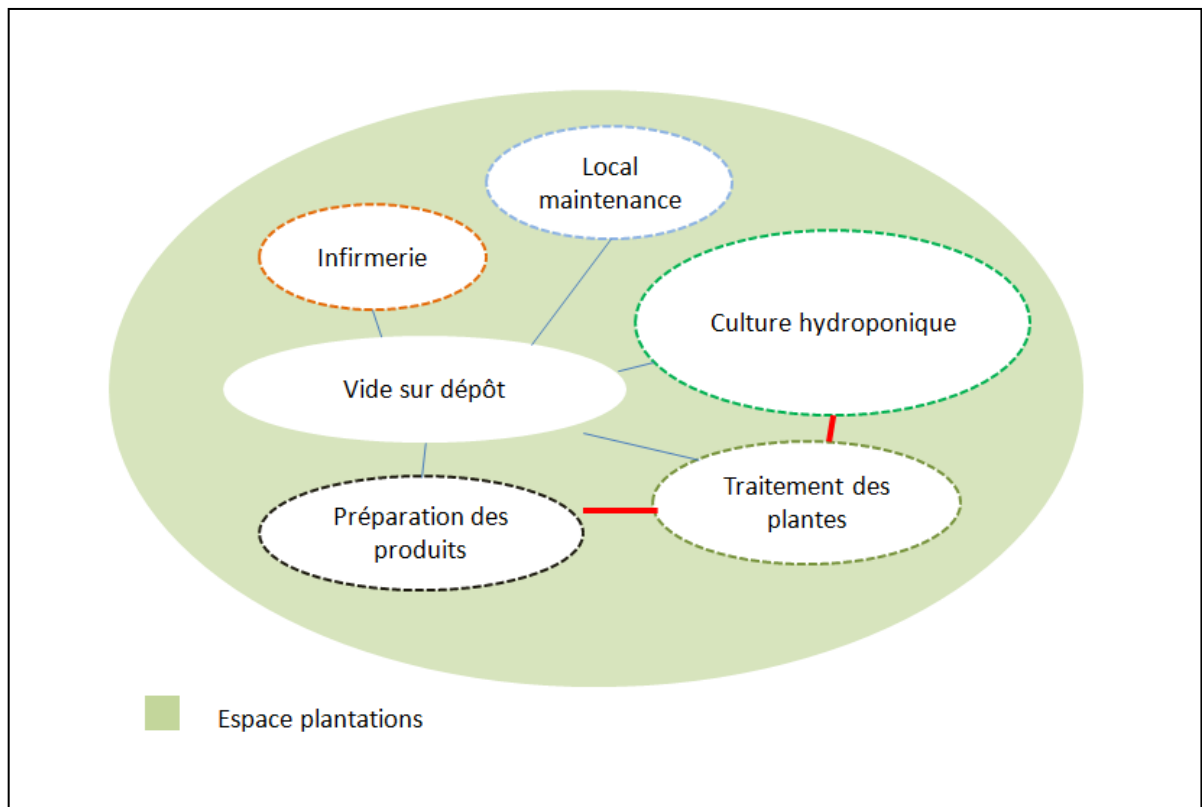 Local
maintenance
Infirmerie
Culture hydroponique
Vide sur dépôt
Traitement des
plantes
Préparation des
produits
Espace plantations